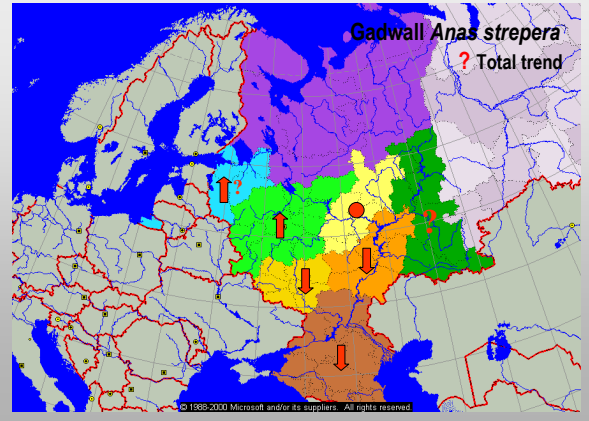 Gadwall Anas strepera
? Total trend
?
?
© 1988-2000 Microsoft and/or its suppliers. All rights reserved.